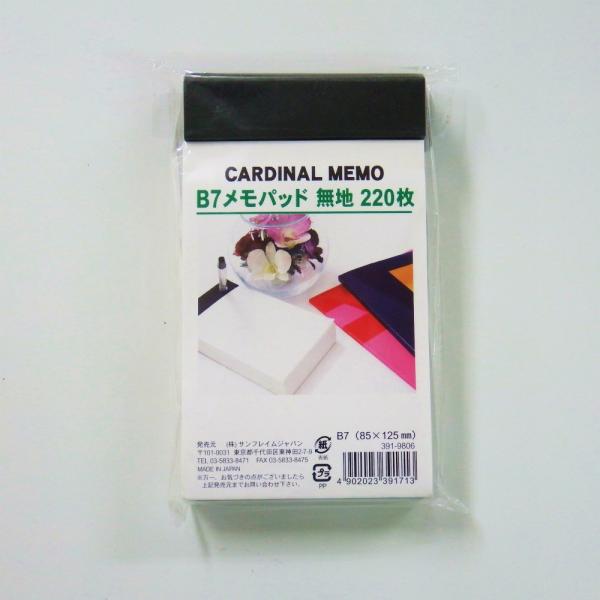 CARDINAL MEMO
B7メモパッド 無地 220枚
発売元 (株)サンフレイムジャパン
〒101-0031 東京都千代田区東神田2-7-9
TEL 03-5833-8471 FAX 03-5833-8475
MADE IN JAPAN
※万一、お気づきの点がございましたら
上記発売元までお問い合わせ下さい。
紙
表紙
プラ
PP
B7 (85×125㎜)
391-9806
4 902023 391713